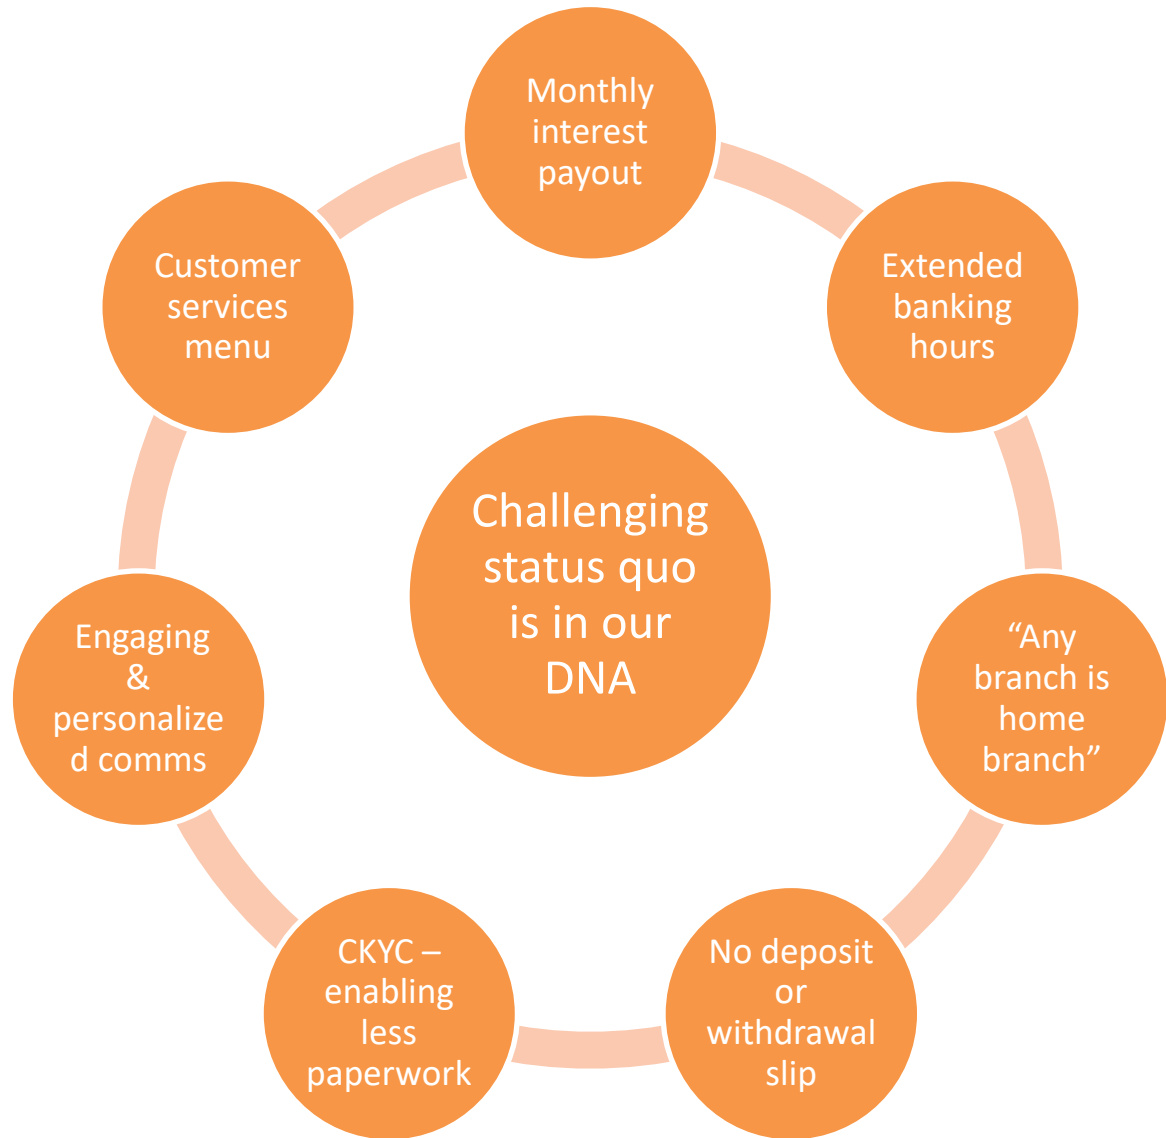 Monthly
interest
payout
Extended
banking
hours
“Any
branch is
home
branch”
No deposit
or
withdrawal
slip
CKYC –
enabling
less
paperwork
Engaging
&
personalize
d comms
Customer
services
menu
Challenging
status quo
is in our
DNA